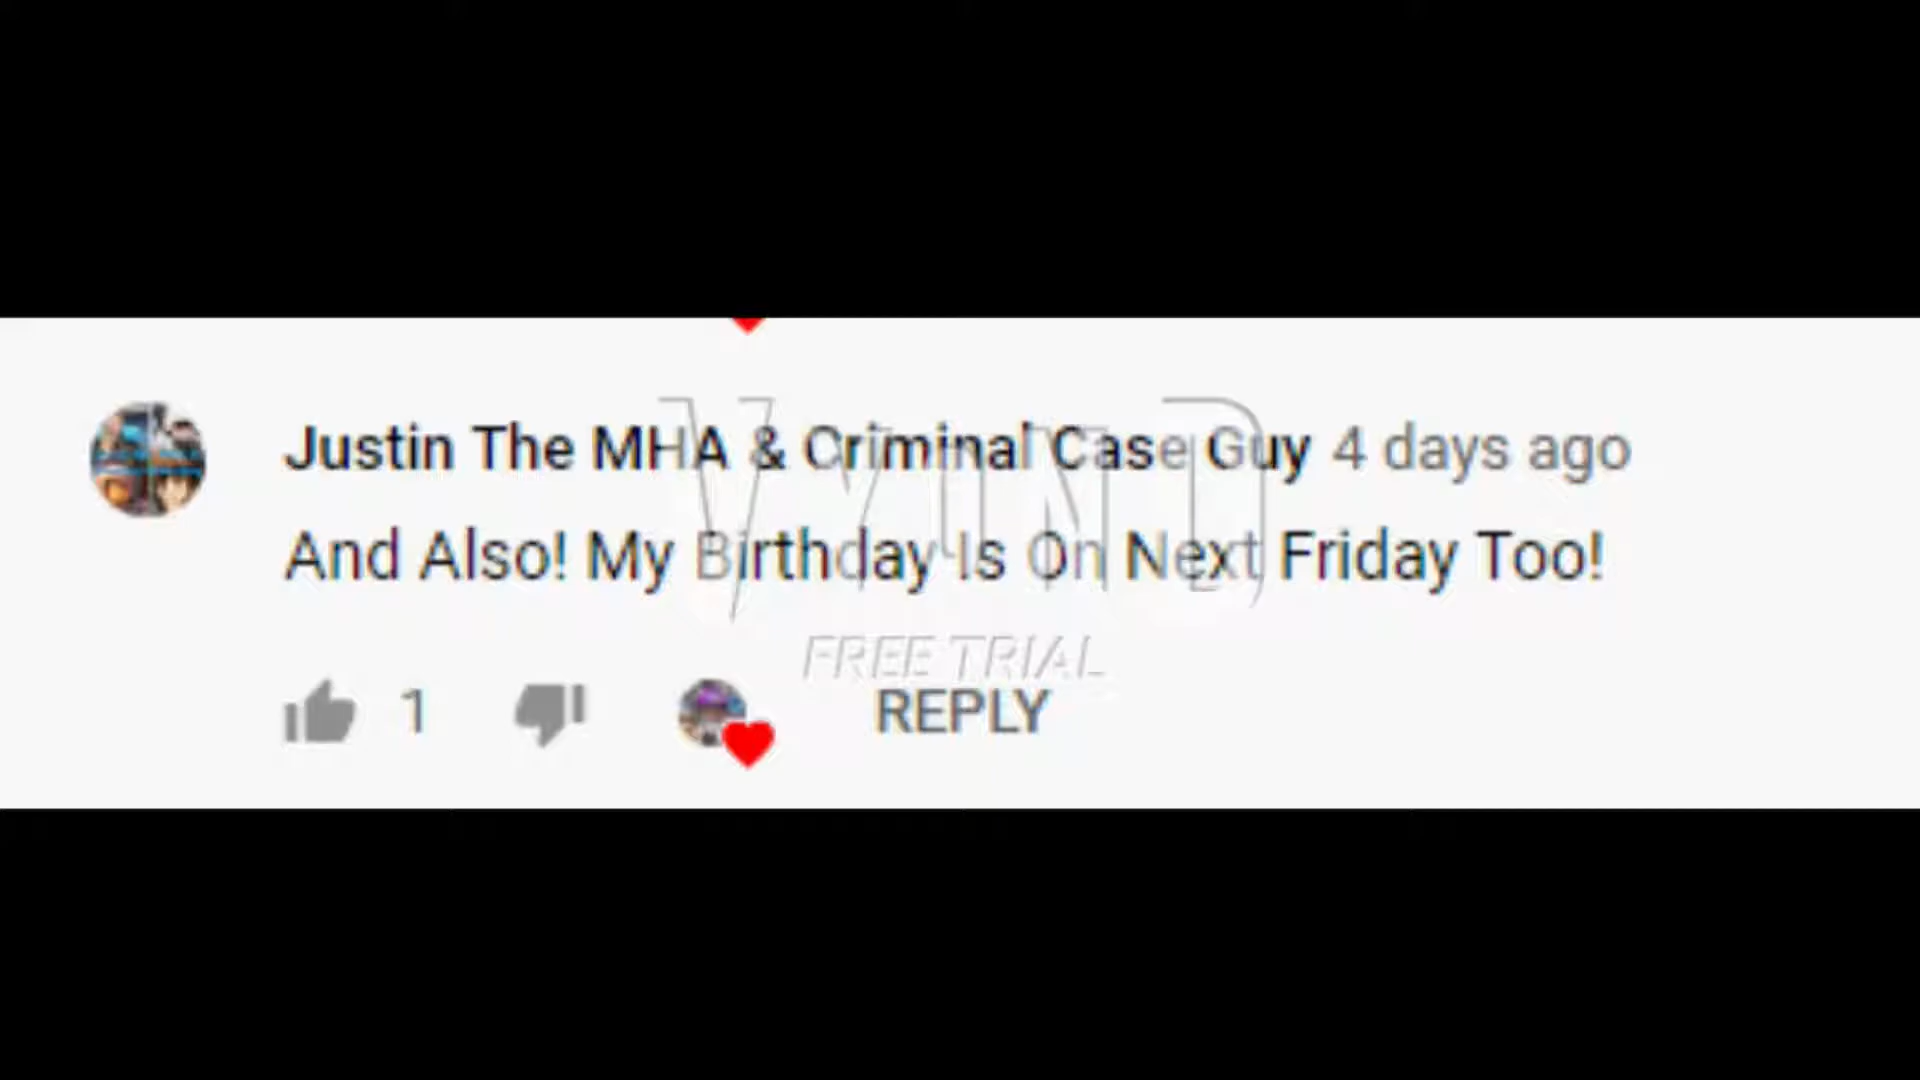 Justin The MHA & Criminal Case Guy 4 days ago
And Also! My Birthday Is On Next Friday Too!
VYOND
FREE TRIAL
1
REPLY